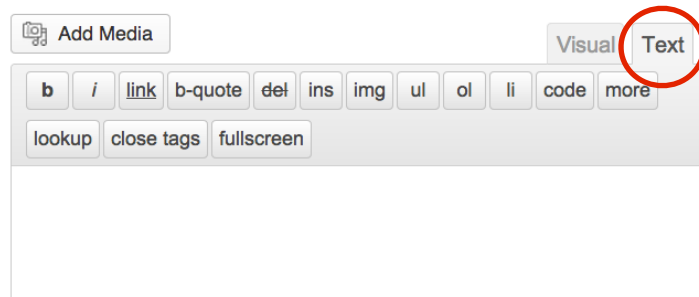 Add Media
Visual Text
b i link b-quote del ins img ul ol li code more
lookup close tags fullscreen